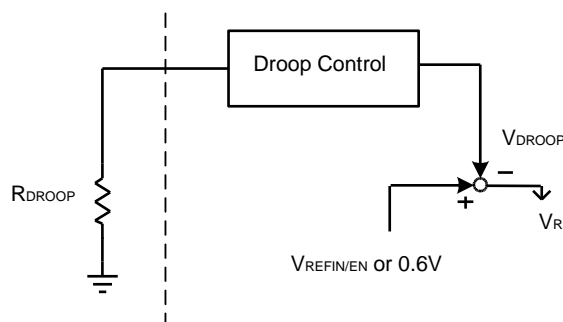 Droop Control
VDROOP
RDROOP
−
+
VR
VREFIN/EN or 0.6V